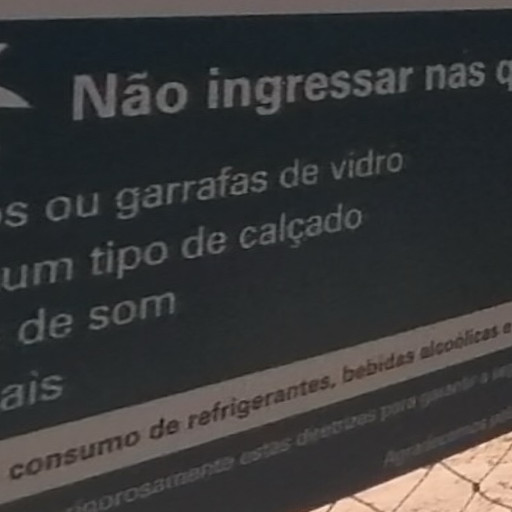 Não ingressar nas q
os ou garrafas de vidro
um tipo de calçado
de som
ais
consumo de refrigerantes, bebidas alcoólicas e
rigorosamente estas diretrizes para garantir a
Agradecemos